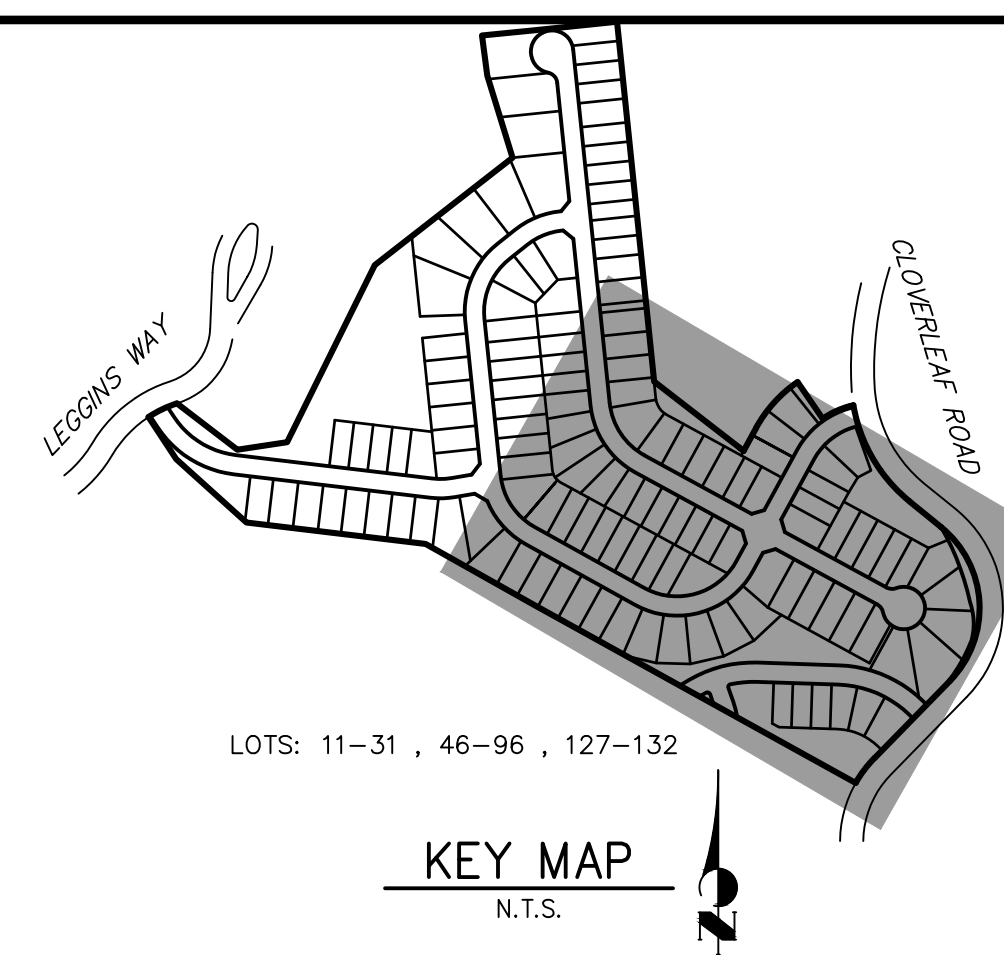 CLOVERLEAF ROAD
LEGGINS WAY
LOTS: 11-31 , 46-96 , 127-132
KEY MAP
N.T.S.
N